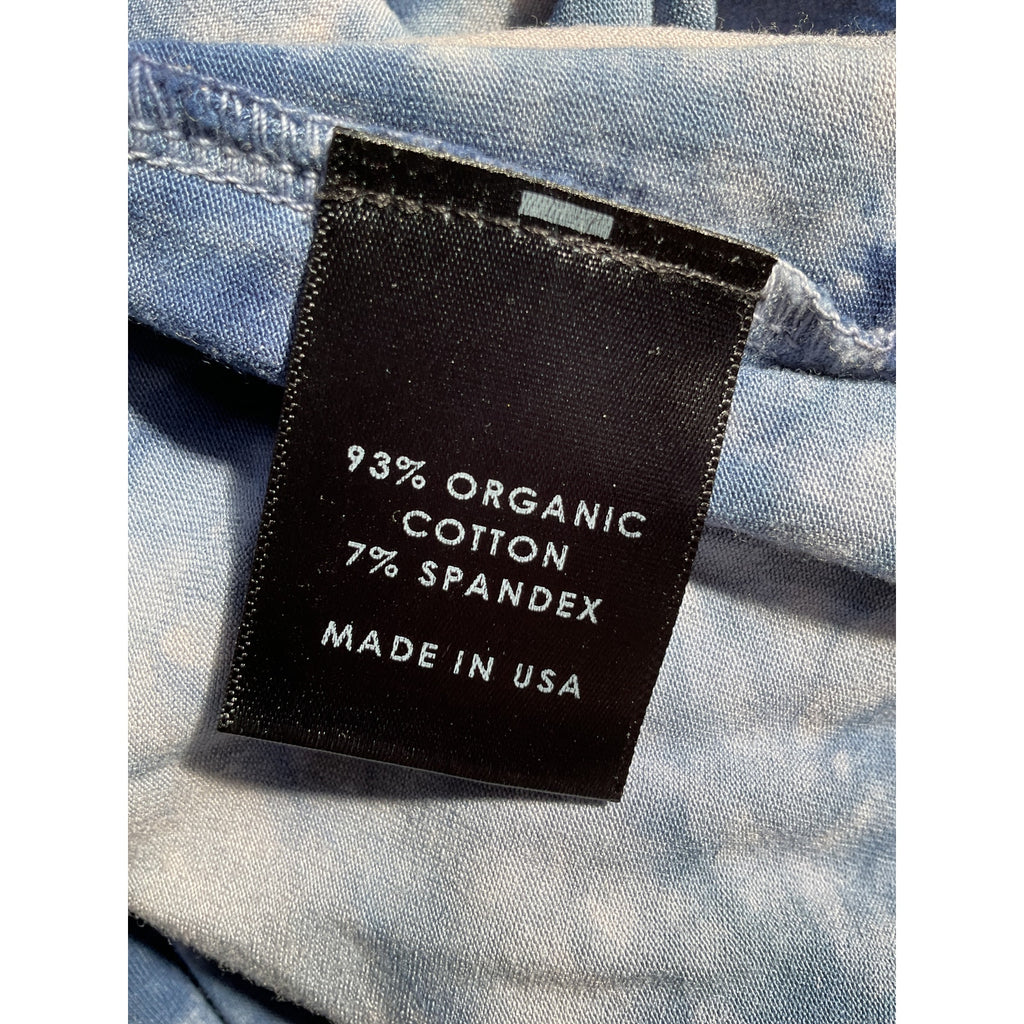 93% ORGANIC
COTTON
7% SPANDEX
MADE IN USA